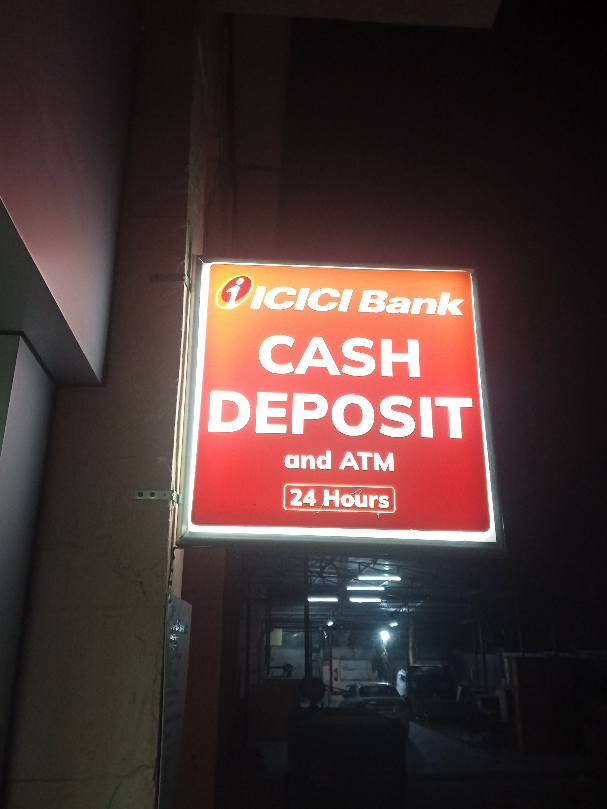 i ICICI Bank
CASH
DEPOSIT
and ATM
24 Hours